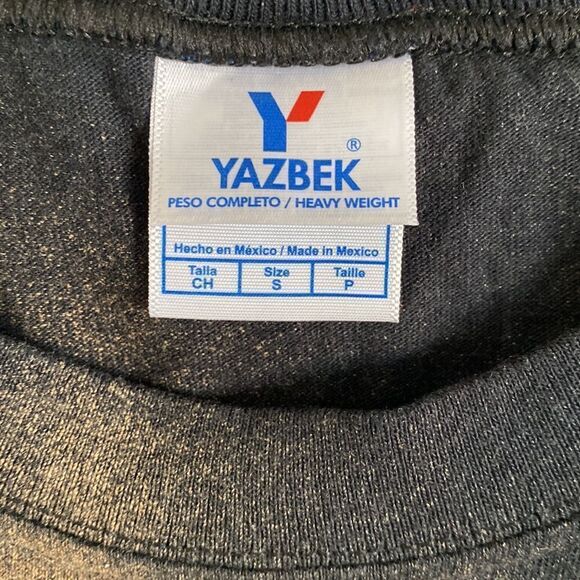 Y
®
YAZBEK
PESO COMPLETO / HEAVY WEIGHT
Hecho en México / Made in Mexico
Talla Size Taille
CH S P